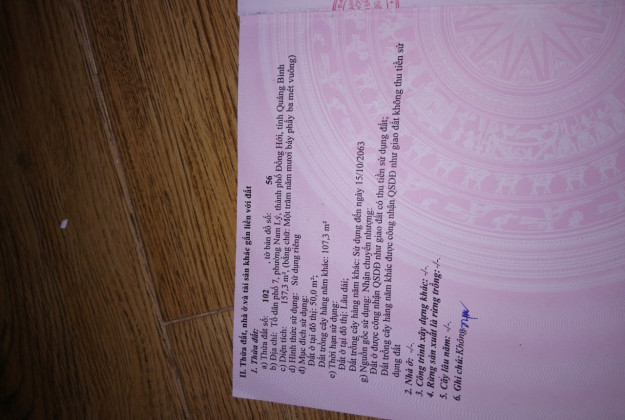 II. Thửa đất, nhà ở và tài sản khác gắn liền với đất
1. Thửa đất:
a) Thửa đất số: 102 , tờ bản đồ số: 56
b) Địa chỉ: Tổ dân phố 7, phường Nam Lý, thành phố Đồng Hới, tỉnh Quảng Bình
c) Diện tích: 157,3 m², (bằng chữ: Một trăm năm mươi bảy phẩy ba mét vuông)
d) Hình thức sử dụng: Sử dụng riêng
đ) Mục đích sử dụng:
Đất ở tại đô thị: 50,0 m²;
Đất trồng cây hàng năm khác: 107,3 m²
e) Thời hạn sử dụng:
Đất ở tại đô thị: Lâu dài;
Đất trồng cây hàng năm khác: Sử dụng đến ngày 15/10/2063
g) Nguồn gốc sử dụng: Nhận chuyển nhượng:
Đất ở được công nhận QSDĐ như giao đất có thu tiền sử dụng đất;
Đất trồng cây hàng năm khác được công nhận QSDĐ như giao đất không thu tiền sử
dụng đất
2. Nhà ở: -/-.
3. Công trình xây dựng khác: -/-.
4. Rừng sản xuất là rừng trồng: -/-.
5. Cây lâu năm: -/-.
6. Ghi chú: Không